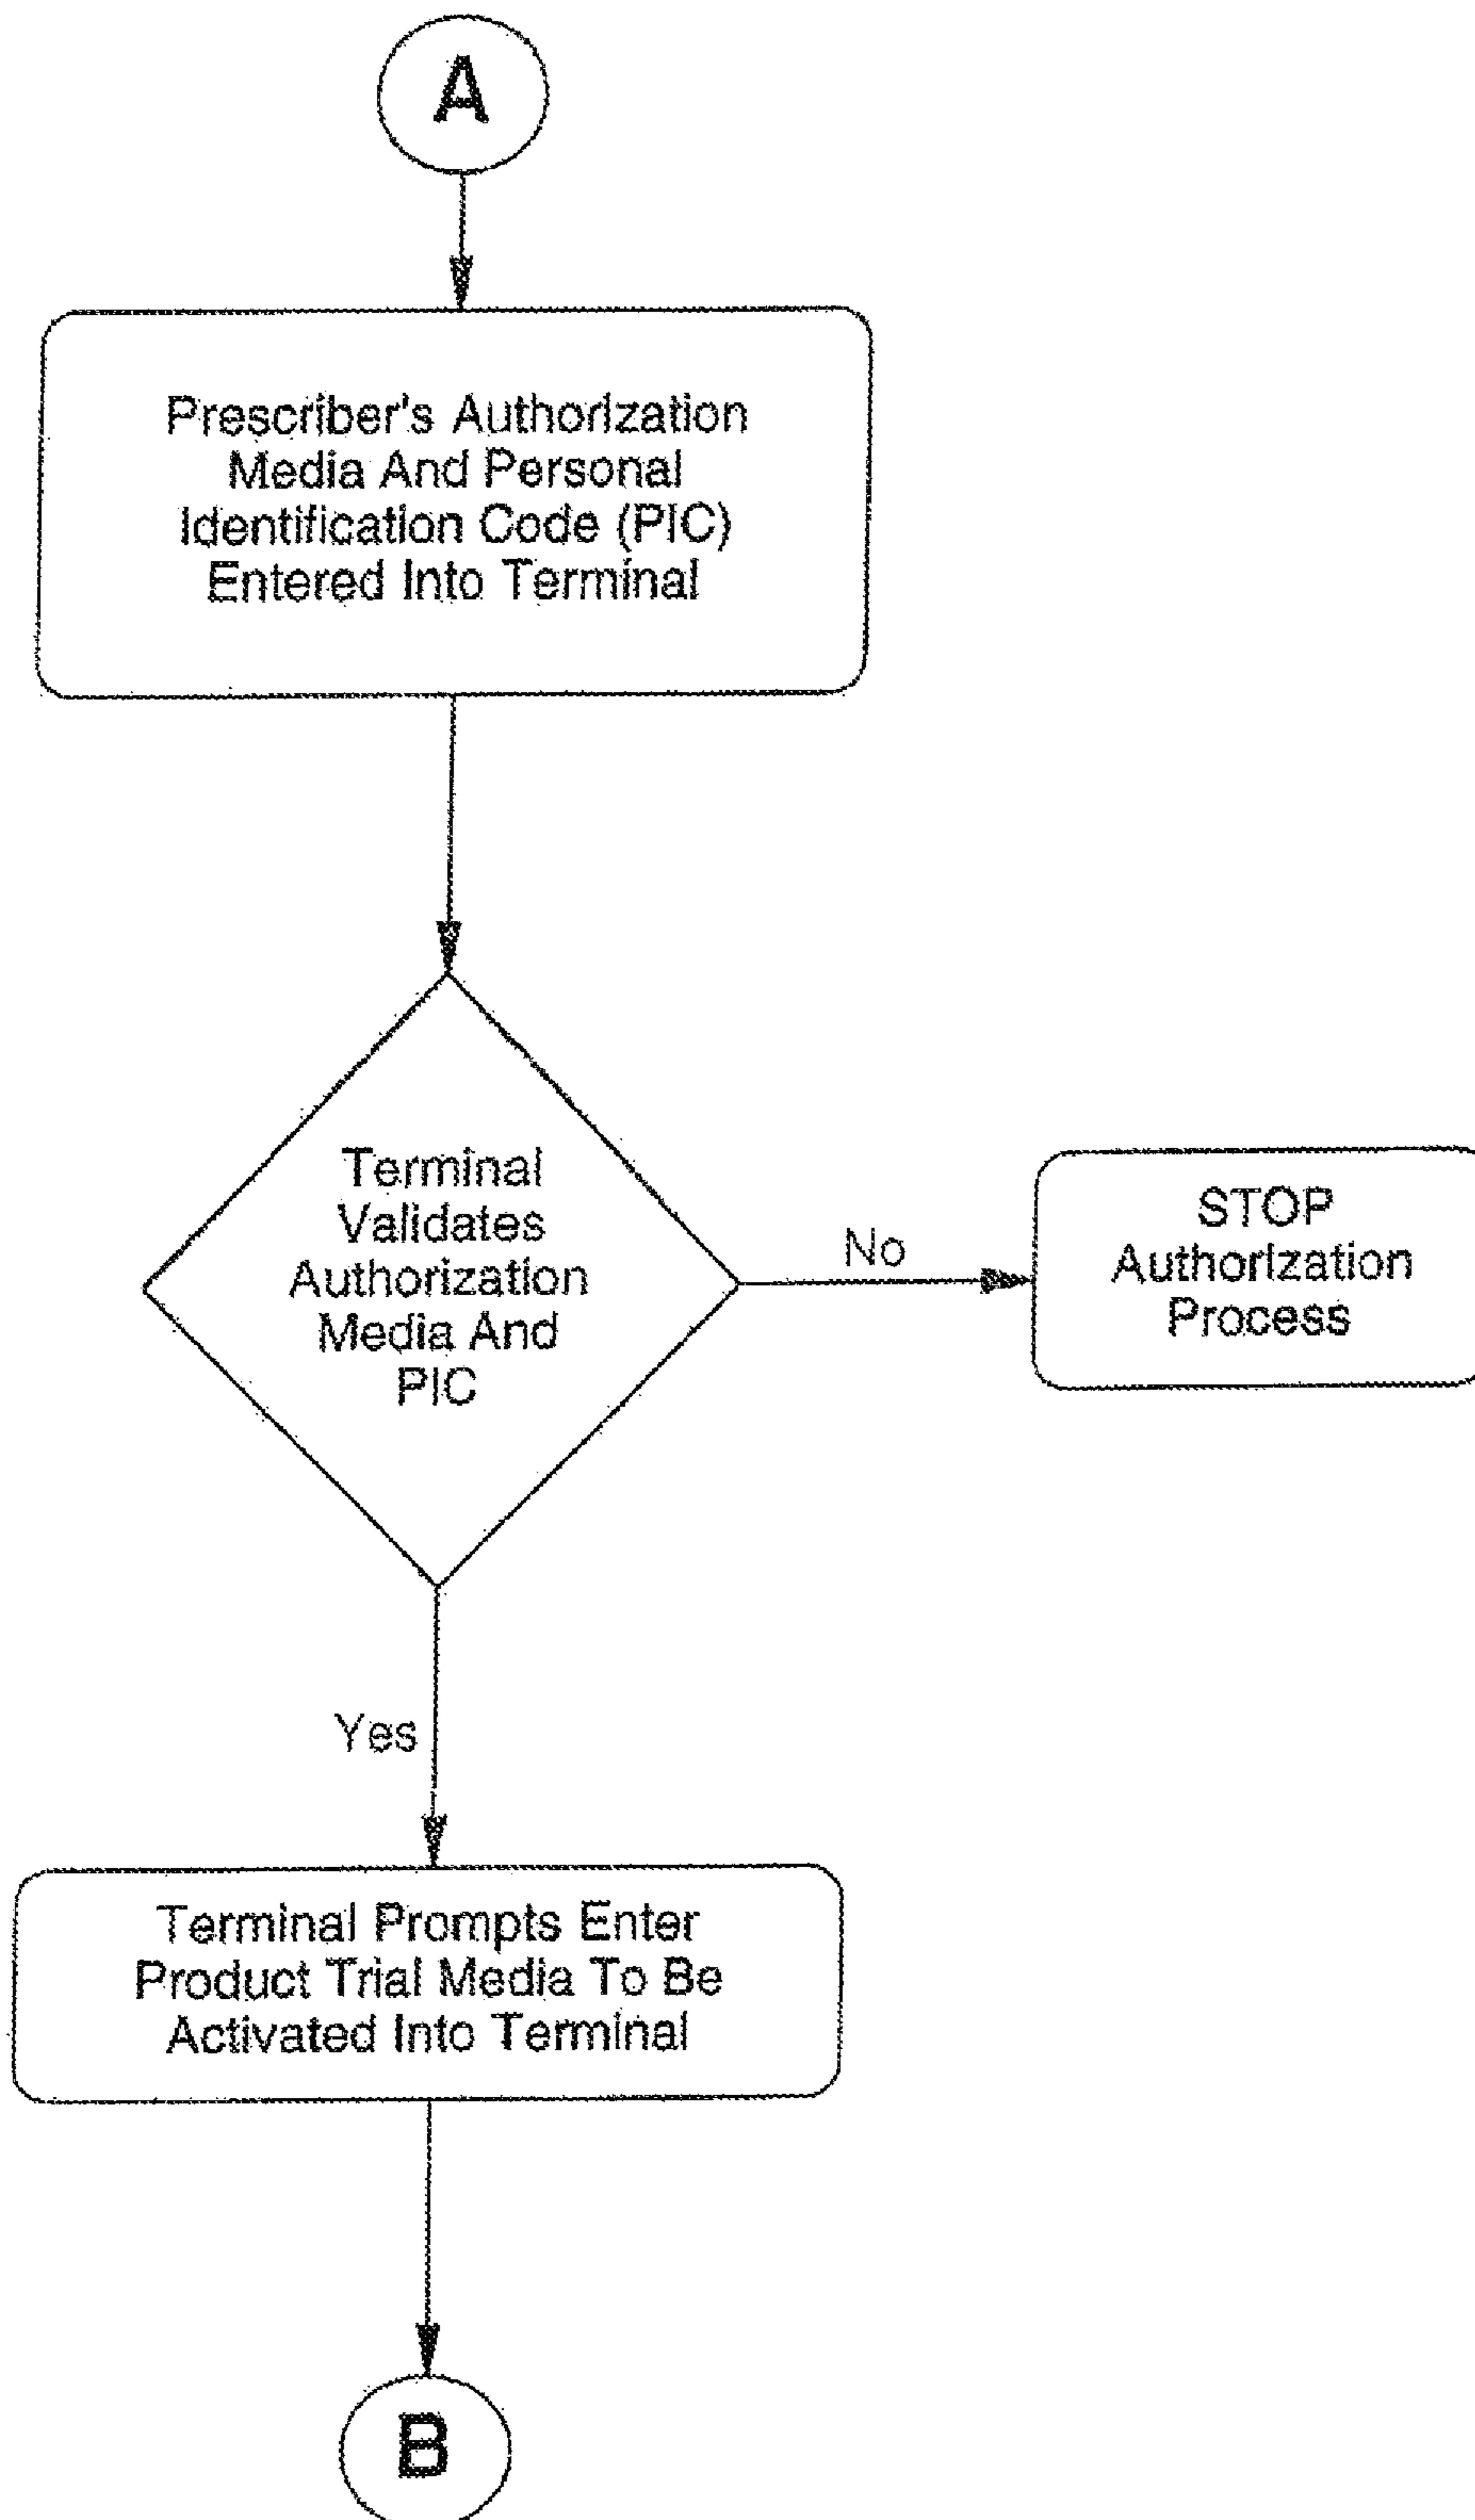 A
Prescriber's Authorization
Media And Personal
Identification Code (PIC)
Entered Into Terminal
Terminal
Validates
Authorization
Media And
PIC
No
STOP
Authorization
Process
Yes
Terminal Prompts Enter
Product Trial Media To Be
Activated Into Terminal
B